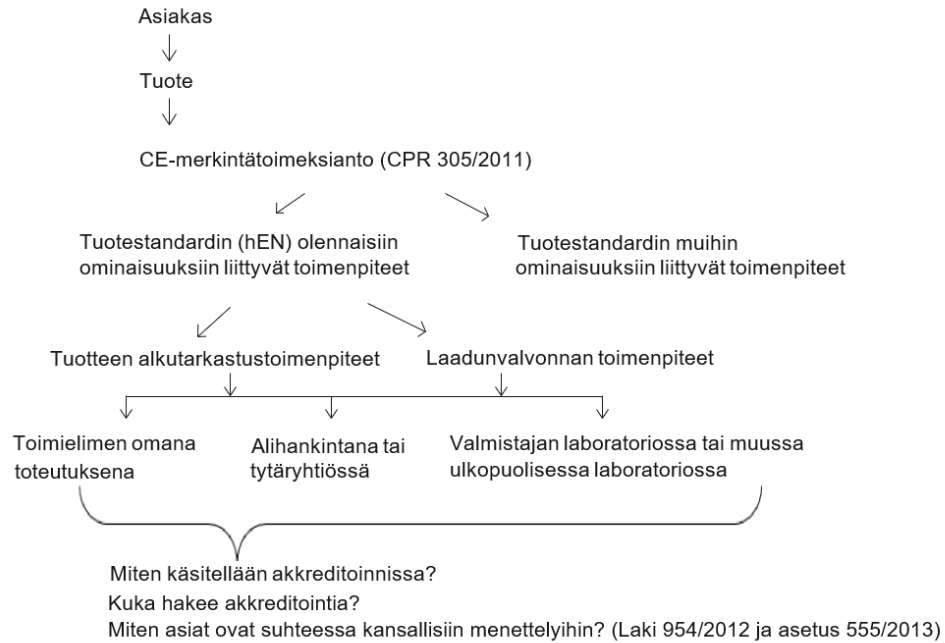 Asiakas
Tuote
CE-merkintätoimeksianto (CPR 305/2011)
Tuotestandardin (hEN) olennaisiin
ominaisuuksiin liittyvät toimenpiteet
Tuotestandardin muihin
ominaisuuksiin liittyvät toimenpiteet
Tuotteen alkutarkastustoimenpiteet
Laadunvalvonnan toimenpiteet
Toimielimen omana
toteutuksena
Alihankintana tai
tytäryhtiössä
Valmistajan laboratoriossa tai muussa
ulkopuolisessa laboratoriossa
Miten käsitellään akkreditoinnissa?
Kuka hakee akkreditointia?
Miten asiat ovat suhteessa kansallisiin menettelyihin? (Laki 954/2012 ja asetus 555/2013)